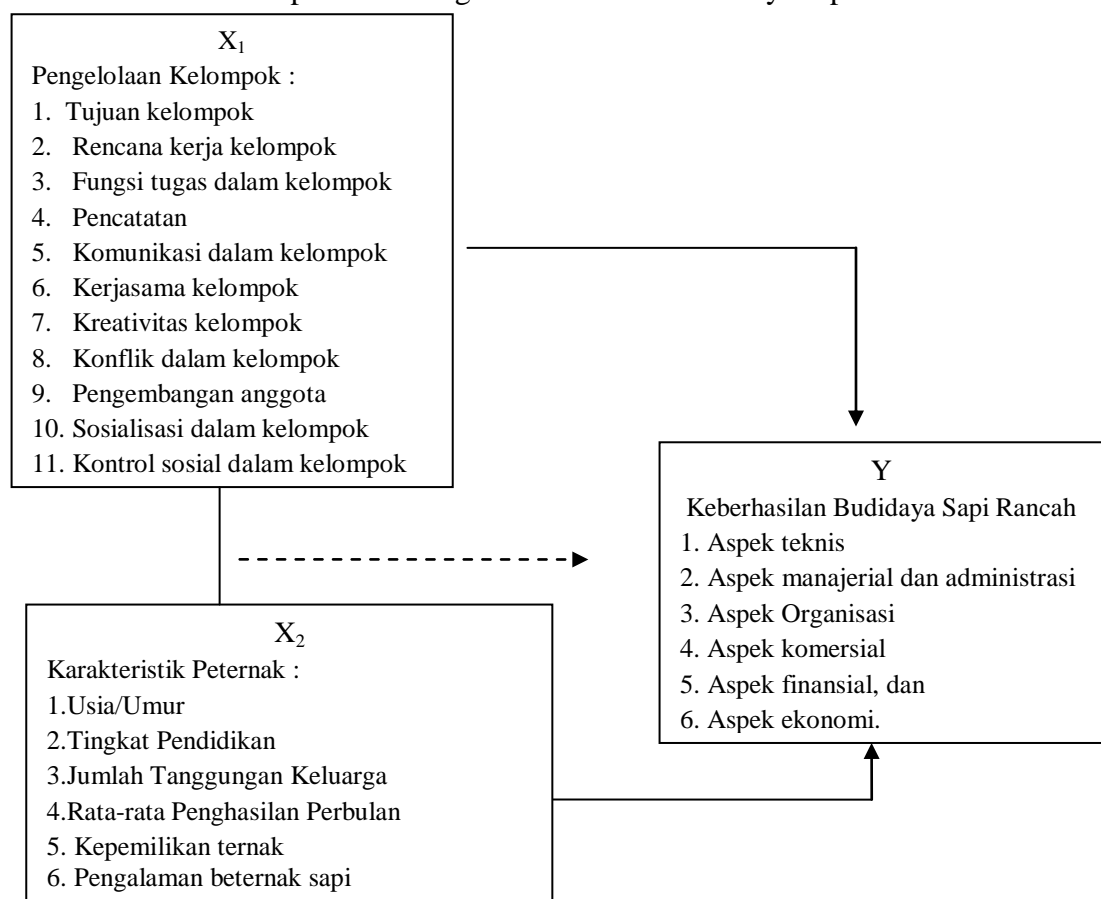 X₁
Pengelolaan Kelompok :
1. Tujuan kelompok
2. Rencana kerja kelompok
3. Fungsi tugas dalam kelompok
4. Pencatatan
5. Komunikasi dalam kelompok
6. Kerjasama kelompok
7. Kreativitas kelompok
8. Konflik dalam kelompok
9. Pengembangan anggota
10. Sosialisasi dalam kelompok
11. Kontrol sosial dalam kelompok
Y
Keberhasilan Budidaya Sapi Rancah
1. Aspek teknis
2. Aspek manajerial dan administrasi
3. Aspek Organisasi
4. Aspek komersial
5. Aspek finansial, dan
6. Aspek ekonomi.
X₂
Karakteristik Peternak :
1.Usia/Umur
2.Tingkat Pendidikan
3.Jumlah Tanggungan Keluarga
4.Rata-rata Penghasilan Perbulan
5. Kepemilikan ternak
6. Pengalaman beternak sapi